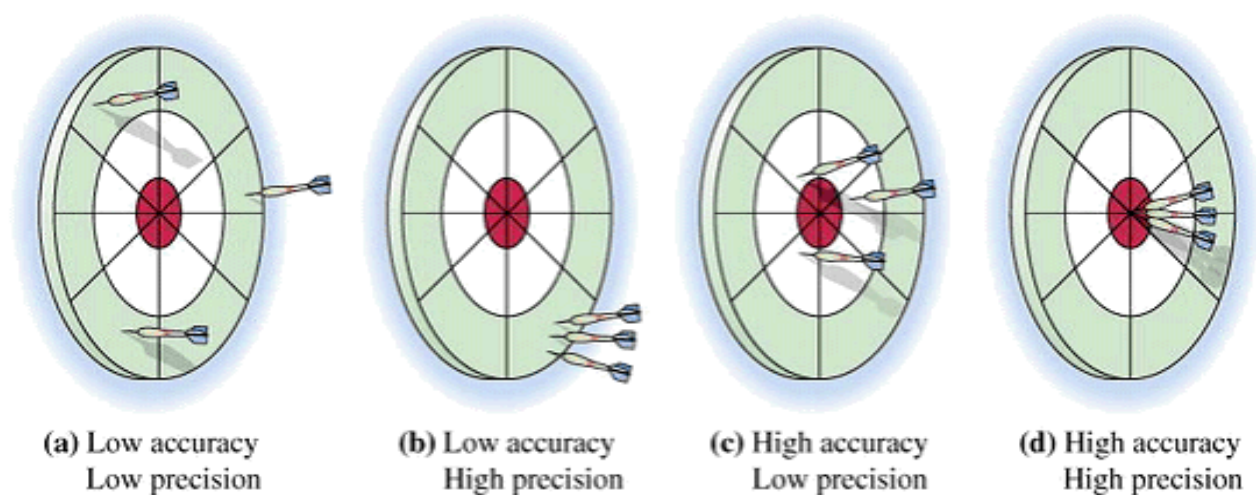 (a) Low accuracy
Low precision
(b) Low accuracy
High precision
(c) High accuracy
Low precision
(d) High accuracy
High precision